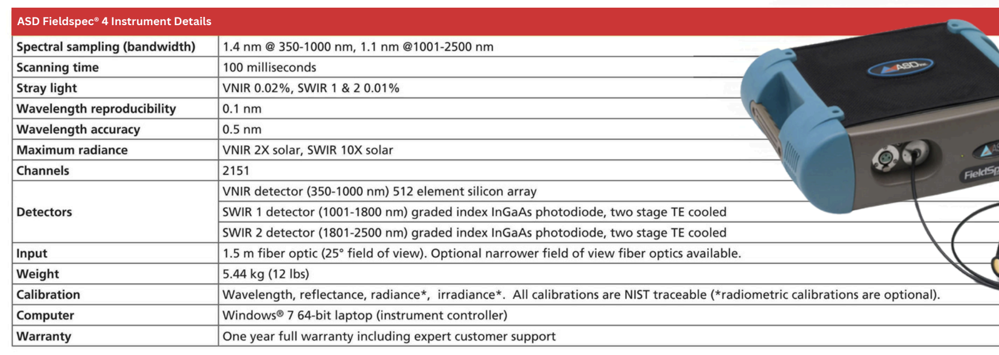 ASD Fieldspec® 4 Instrument Details
Spectral sampling (bandwidth) 1.4 nm @ 350-1000 nm, 1.1 nm @1001-2500 nm
Scanning time 100 milliseconds
Stray light VNIR 0.02%, SWIR 1 & 2 0.01%
Wavelength reproducibility 0.1 nm
Wavelength accuracy 0.5 nm
Maximum radiance VNIR 2X solar, SWIR 10X solar
Channels 2151
Detectors
VNIR detector (350-1000 nm) 512 element silicon array
SWIR 1 detector (1001-1800 nm) graded index InGaAs photodiode, two stage TE cooled
SWIR 2 detector (1801-2500 nm) graded index InGaAs photodiode, two stage TE cooled
Input 1.5 m fiber optic (25° field of view). Optional narrower field of view fiber optics available.
Weight 5.44 kg (12 lbs)
Calibration Wavelength, reflectance, radiance*,  irradiance*.  All calibrations are NIST traceable (*radiometric calibrations are optional).
Computer Windows® 7 64-bit laptop (instrument controller)
Warranty One year full warranty including expert customer support
ASD Inc.
AS
FieldSp